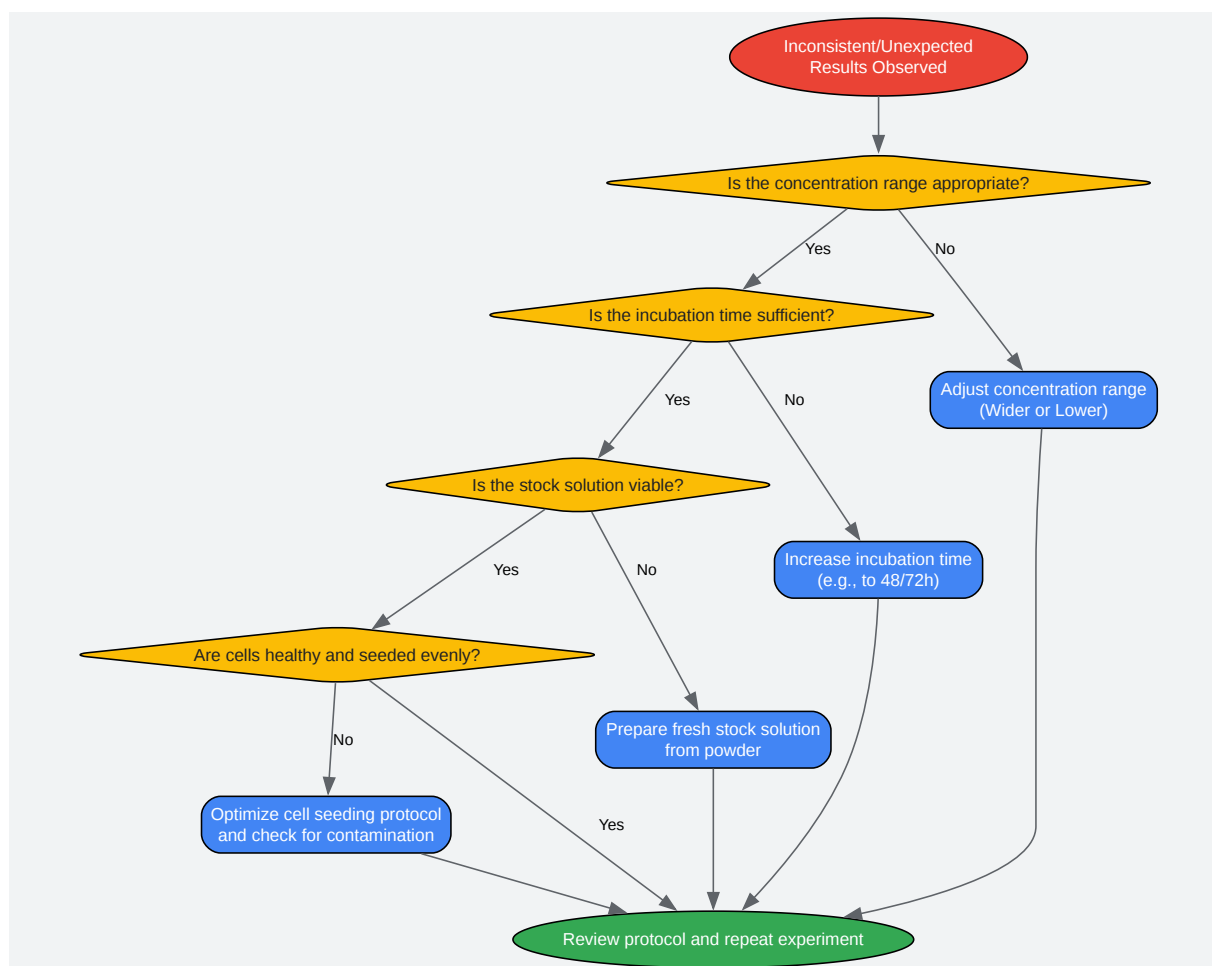 Inconsistent/Unexpected
Results Observed
Is the concentration range appropriate?
Yes
No
Is the incubation time sufficient?
Adjust concentration range
(Wider or Lower)
Yes
No
Is the stock solution viable?
Increase incubation time
(e.g., to 48/72h)
Yes
No
Are cells healthy and seeded evenly?
Prepare fresh stock solution
from powder
No
Optimize cell seeding protocol
and check for contamination
Yes
Review protocol and repeat experiment